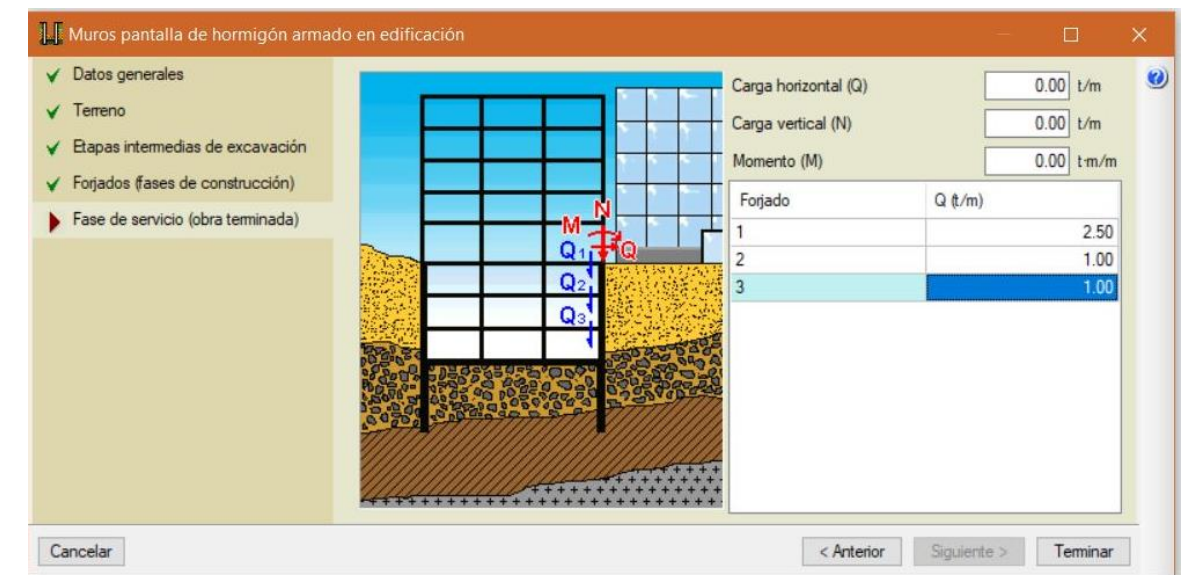 Muros pantalla de hormigón armado en edificación
Datos generales
Terreno
Etapas intermedias de excavación
Forjados (fases de construcción)
Fase de servicio (obra terminada)
N
M
Q
Q1
Q2
Q3
Carga horizontal (Q) 0.00 t/m
Carga vertical (N) 0.00 t/m
Momento (M) 0.00 t·m/m
Forjado Q (t/m)
1 2.50
2 1.00
3 1.00
?
Cancelar < Anterior Siguiente > Terminar